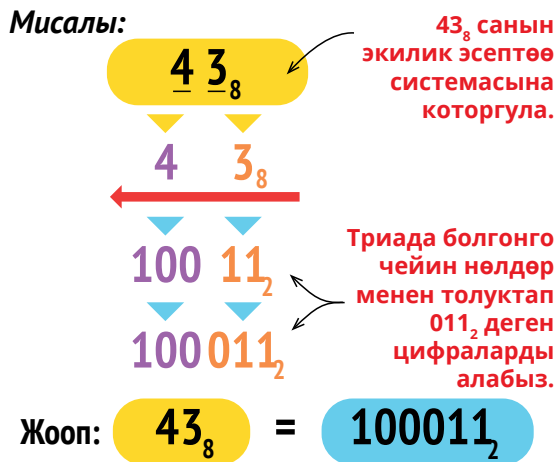 Мисалы:
4 3₈
43₈ санын
экилик эсептөө
системасына
которгула.
4 3₈
100 11₂
Триада болгонго
чейин нөлдөр
менен толуктап
011₂ деген
цифраларды
алабыз.
100 011₂
Жооп: 43₈ = 100011₂